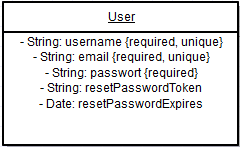 User
- String: username {required, unique}
- String: email {required, unique}
- String: passwort {required}
- String: resetPasswordToken
- Date: resetPasswordExpires